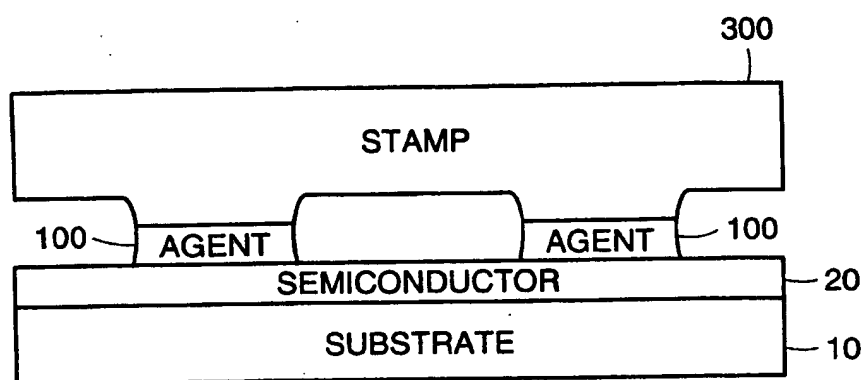 300
STAMP
100 AGENT AGENT 100
SEMICONDUCTOR 20
SUBSTRATE 10